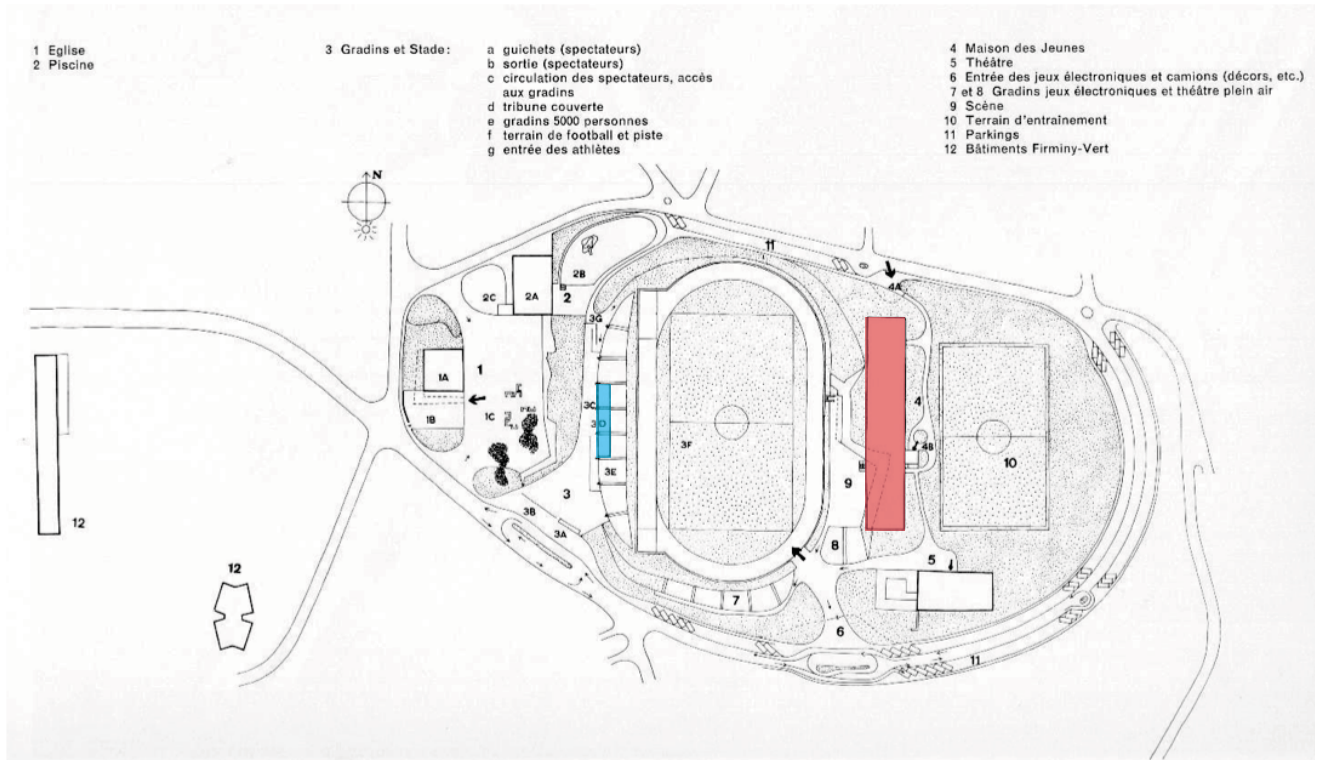 1 Eglise
2 Piscine
3 Gradins et Stade:
a guichets (spectateurs)
b sortie (spectateurs)
c circulation des spectateurs, accès
aux gradins
d tribune couverte
e gradins 5000 personnes
f terrain de football et piste
g entrée des athlètes
4 Maison des Jeunes
5 Théâtre
6 Entrée des jeux électroniques et camions (décors, etc.)
7 et 8 Gradins jeux électroniques et théâtre plein air
9 Scène
10 Terrain d'entraînement
11 Parkings
12 Bâtiments Firminy-Vert
N
11
2B
4A
2C
2A
2
3G
1
1A
3C
4
1B
1C
3D
3F
4B
3E
10
9
3
12
3B
3A
8
5
12
7
6
11